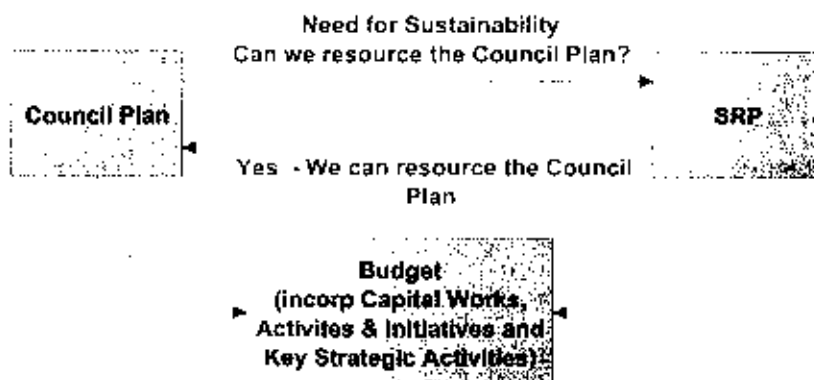 Need for Sustainability
Can we resource the Council Plan?
Council Plan
SRP
Yes - We can resource the Council
Plan
Budget
(incorp Capital Works,
Activites & Initiatives and
Key Strategic Activities)